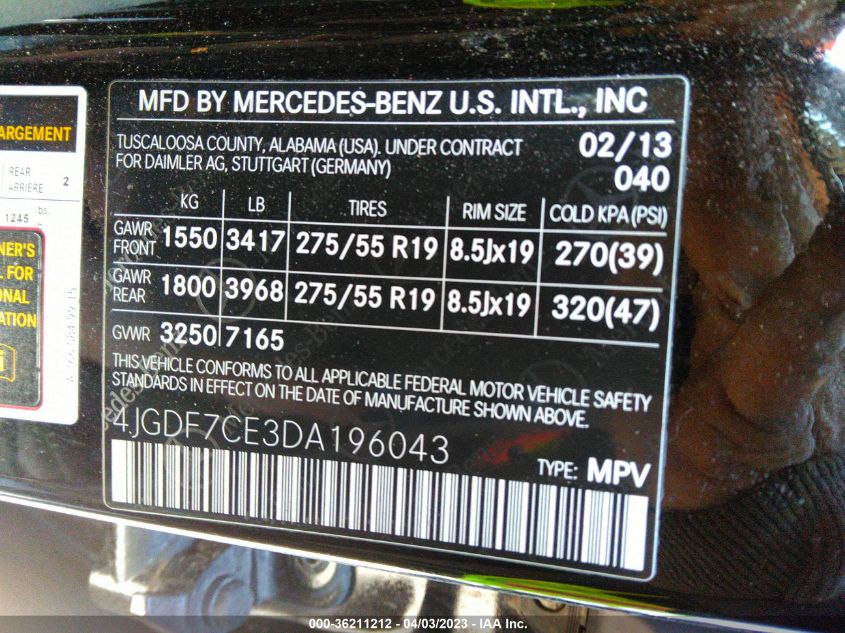 MFD BY MERCEDES-BENZ U.S. INTL., INC
TUSCALOOSA COUNTY, ALABAMA (USA). UNDER CONTRACT
FOR DAIMLER AG, STUTTGART (GERMANY)
02/13
040
KG LB TIRES RIM SIZE COLD KPA (PSI)
GAWR FRONT 1550 3417 275/55 R19 8.5Jx19 270(39)
GAWR REAR 1800 3968 275/55 R19 8.5Jx19 320(47)
GVWR 3250 7165
THIS VEHICLE CONFORMS TO ALL APPLICABLE FEDERAL MOTOR VEHICLE SAFETY
STANDARDS IN EFFECT ON THE DATE OF MANUFACTURE SHOWN ABOVE.
4JGDF7CE3DA196043
TYPE: MPV
ARGEMENT
REAR
ARRIERE 2
1245
NER'S
L FOR
ONAL
ATION
000-36211212 - 04/03/2023 - IAA Inc.